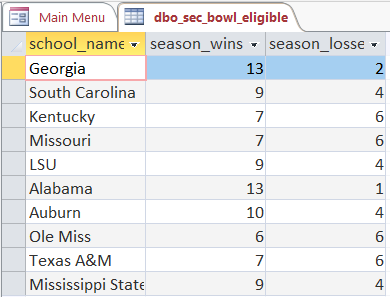 Main Menu dbo_sec_bowl_eligible
school_name season_wins season_losse
Georgia 13 2
South Carolina 9 4
Kentucky 7 6
Missouri 7 6
LSU 9 4
Alabama 13 1
Auburn 10 4
Ole Miss 6 6
Texas A&M 7 6
Mississippi State 9 4